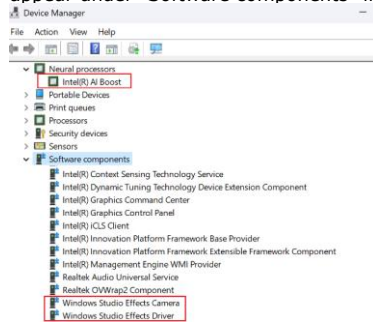 appear under "Software components" i
Device Manager
File Action View Help
Neural processors
Intel(R) AI Boost
Portable Devices
Print queues
Processors
Security devices
Sensors
Software components
Intel(R) Context Sensing Technology Service
Intel(R) Dynamic Tuning Technology Device Extension Component
Intel(R) Graphics Command Center
Intel(R) Graphics Control Panel
Intel(R) iCLS Client
Intel(R) Innovation Platform Framework Base Provider
Intel(R) Innovation Platform Framework Extensible Framework Component
Intel(R) Management Engine WMI Provider
Realtek Audio Universal Service
Realtek OVWrap2 Component
Windows Studio Effects Camera
Windows Studio Effects Driver